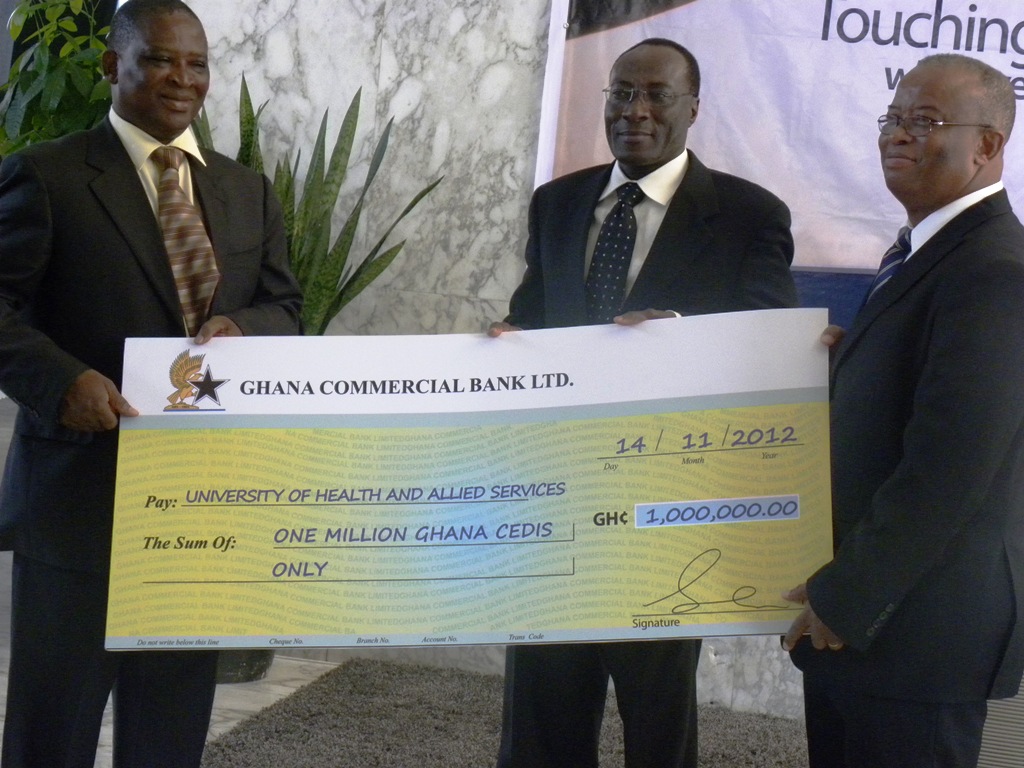 Touching
GHANA COMMERCIAL BANK LTD.
14 / 11 / 2012
Day Month Year
Pay: UNIVERSITY OF HEALTH AND ALLIED SERVICES
GH¢ 1,000,000.00
The Sum Of: ONE MILLION GHANA CEDIS
ONLY
Signature
Do not write below this line Cheque No. Branch No. Account No. Trans Code